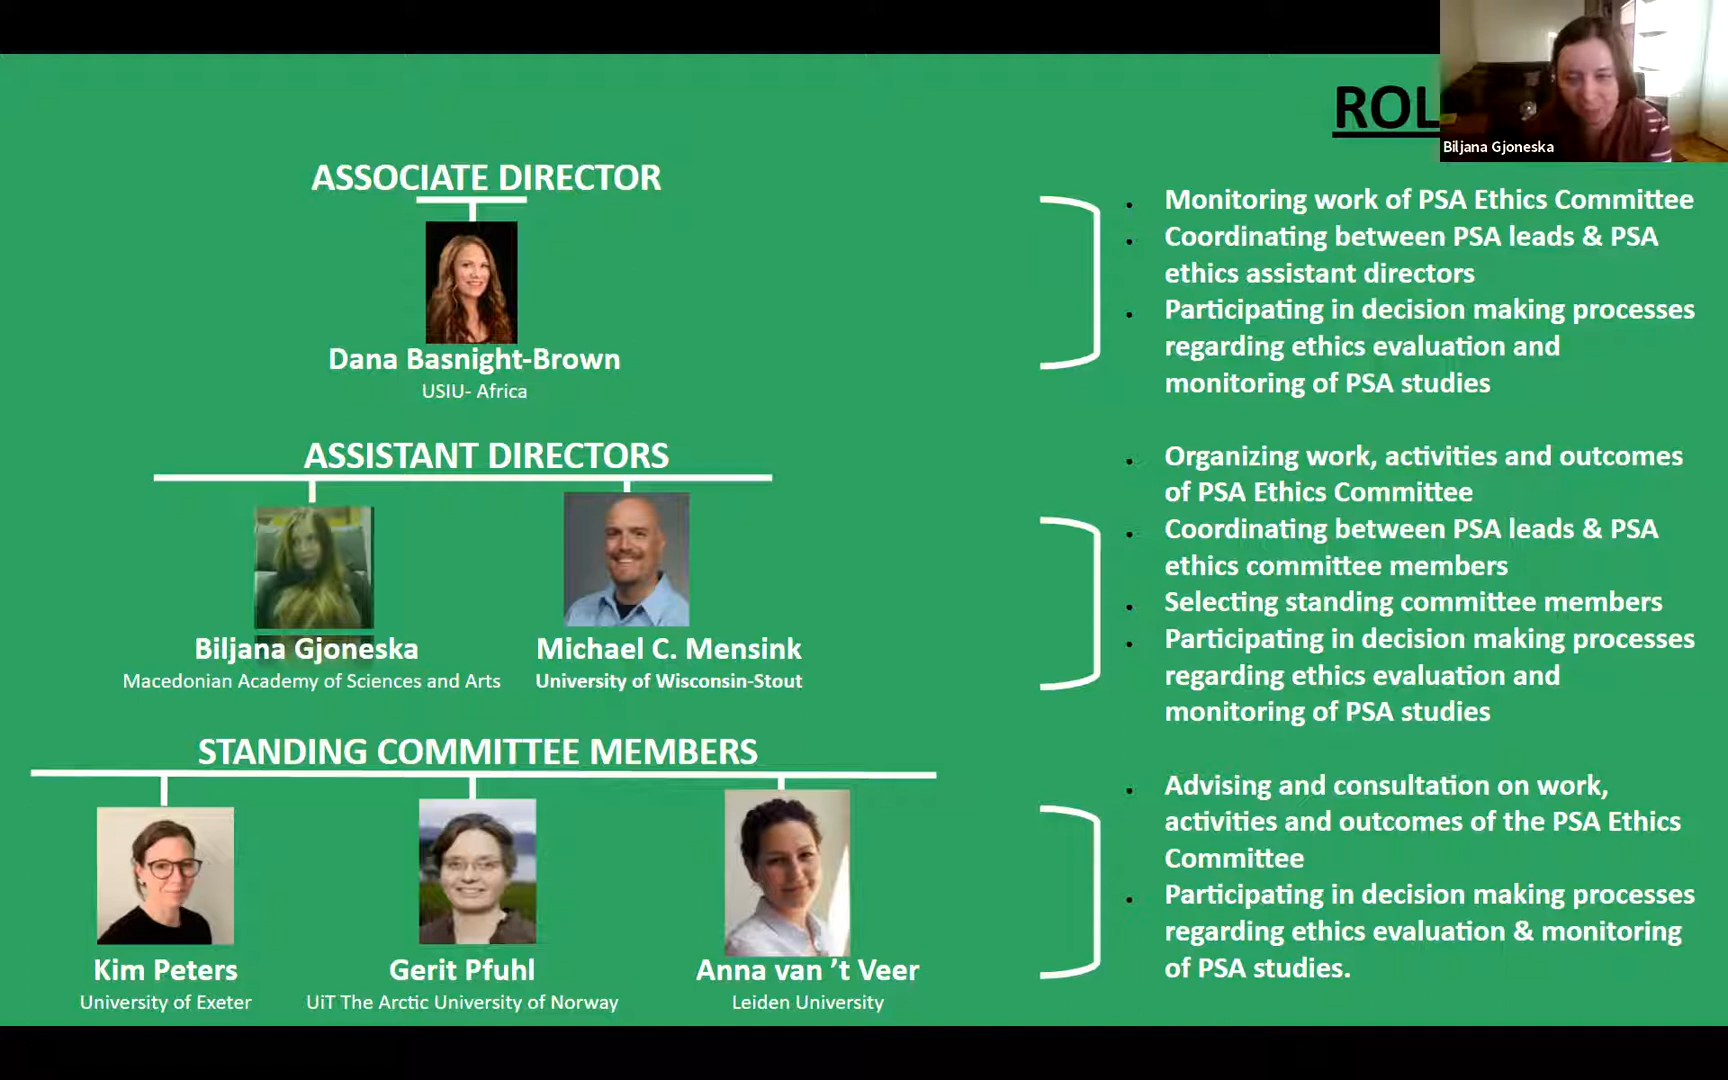 ROL
Biljana Gjoneska
ASSOCIATE DIRECTOR
Dana Basnight-Brown
USIU- Africa
Monitoring work of PSA Ethics Committee
Coordinating between PSA leads & PSA
ethics assistant directors
Participating in decision making processes
regarding ethics evaluation and
monitoring of PSA studies
ASSISTANT DIRECTORS
Biljana Gjoneska
Macedonian Academy of Sciences and Arts
Michael C. Mensink
University of Wisconsin-Stout
Organizing work, activities and outcomes
of PSA Ethics Committee
Coordinating between PSA leads & PSA
ethics committee members
Selecting standing committee members
Participating in decision making processes
regarding ethics evaluation and
monitoring of PSA studies
STANDING COMMITTEE MEMBERS
Kim Peters
University of Exeter
Gerit Pfuhl
UiT The Arctic University of Norway
Anna van ’t Veer
Leiden University
Advising and consultation on work,
activities and outcomes of the PSA Ethics
Committee
Participating in decision making processes
regarding ethics evaluation & monitoring
of PSA studies.